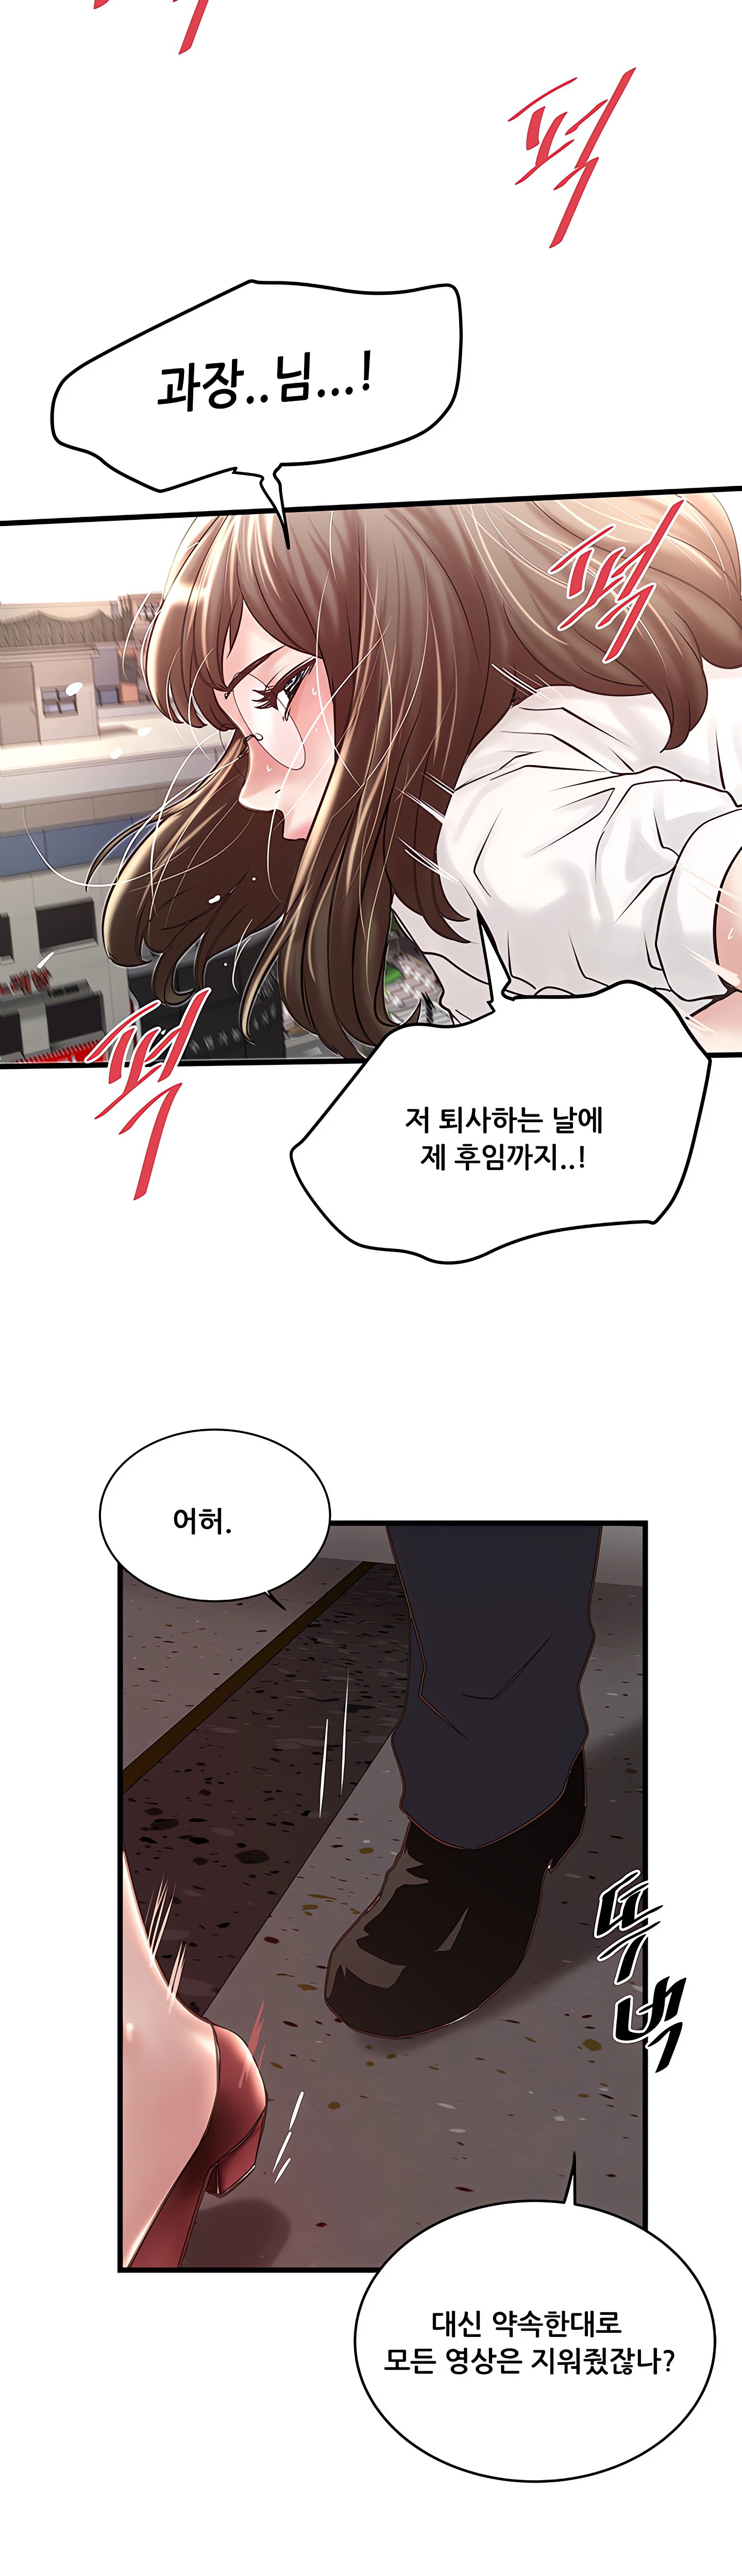 퍽
과장..님...!
퍽
퍽
저 퇴사하는 날에
제 후임까지..!
어허.
뚜
벅
대신 약속한대로
모든 영상은 지워줬잖나?